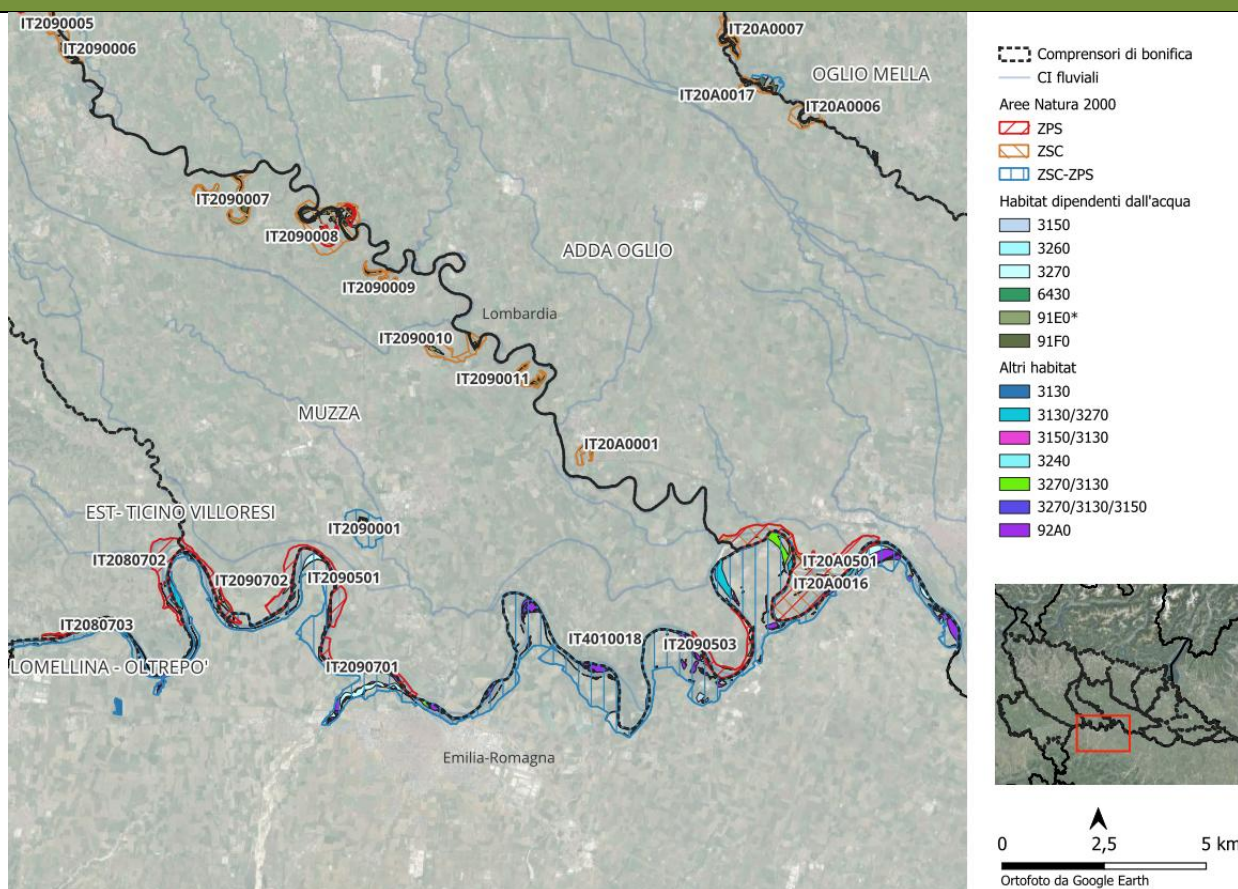 IT2090005
IT2090006
IT20A0007
OGLIO MELLA
IT20A0017
IT20A0006
IT2090007
IT2090008
ADDA OGLIO
IT2090009
Lombardia
IT2090010
IT2090011
MUZZA
IT20A0001
EST- TICINO VILLORESI
IT2090001
IT2080702
IT2090702
IT2090501
IT20A0501
IT20A0016
IT2080703
IT4010018
IT2090503
LOMELLINA - OLTREPO'
IT2090701
Emilia-Romagna
Comprensori di bonifica
CI fluviali
Aree Natura 2000
ZPS
ZSC
ZSC-ZPS
Habitat dipendenti dall'acqua
3150
3260
3270
6430
91E0*
91F0
Altri habitat
3130
3130/3270
3150/3130
3240
3270/3130
3270/3130/3150
92A0
0 2,5 5 km
Ortofoto da Google Earth